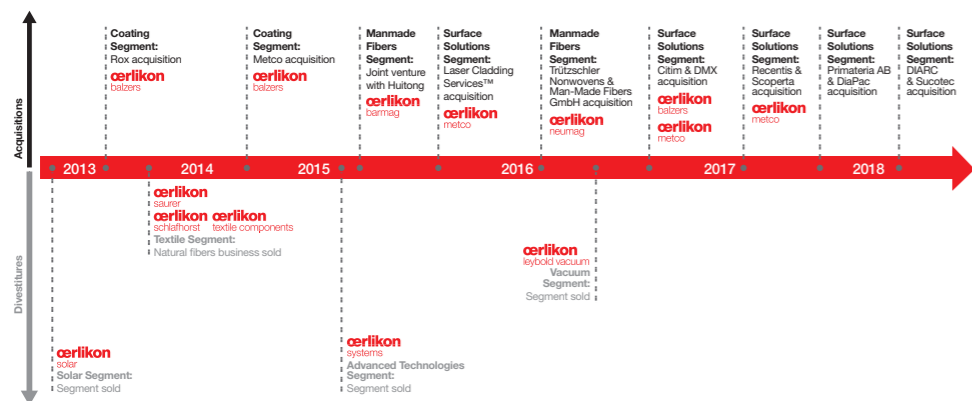 Acquisitions
Coating
Segment:
Rox acquisition
œrlikon
balzers
Coating
Segment:
Metco acquisition
œrlikon
balzers
Manmade
Fibers
Segment:
Joint venture
with Huitong
œrlikon
barmag
Surface
Solutions
Segment:
Laser Cladding
Services™
acquisition
œrlikon
metco
Manmade
Fibers
Segment:
Trützschler
Nonwovens &
Man-Made Fibers
GmbH acquisition
œrlikon
neumag
Surface
Solutions
Segment:
Citim & DMX
acquisition
œrlikon
balzers
œrlikon
metco
Surface
Solutions
Segment:
Recentis &
Scoperta
acquisition
œrlikon
metco
Surface
Solutions
Segment:
Primateria AB
& DiaPac
acquisition
Surface
Solutions
Segment:
DIARC
& Sucotec
acquisition
2013 2014 2015 2016 2017 2018
Divestitures
œrlikon
solar
Solar Segment:
Segment sold
œrlikon
saurer
œrlikon œrlikon
schlafhorst textile components
Textile Segment:
Natural fibers business sold
œrlikon
systems
Advanced Technologies
Segment:
Segment sold
œrlikon
leybold vacuum
Vacuum
Segment:
Segment sold